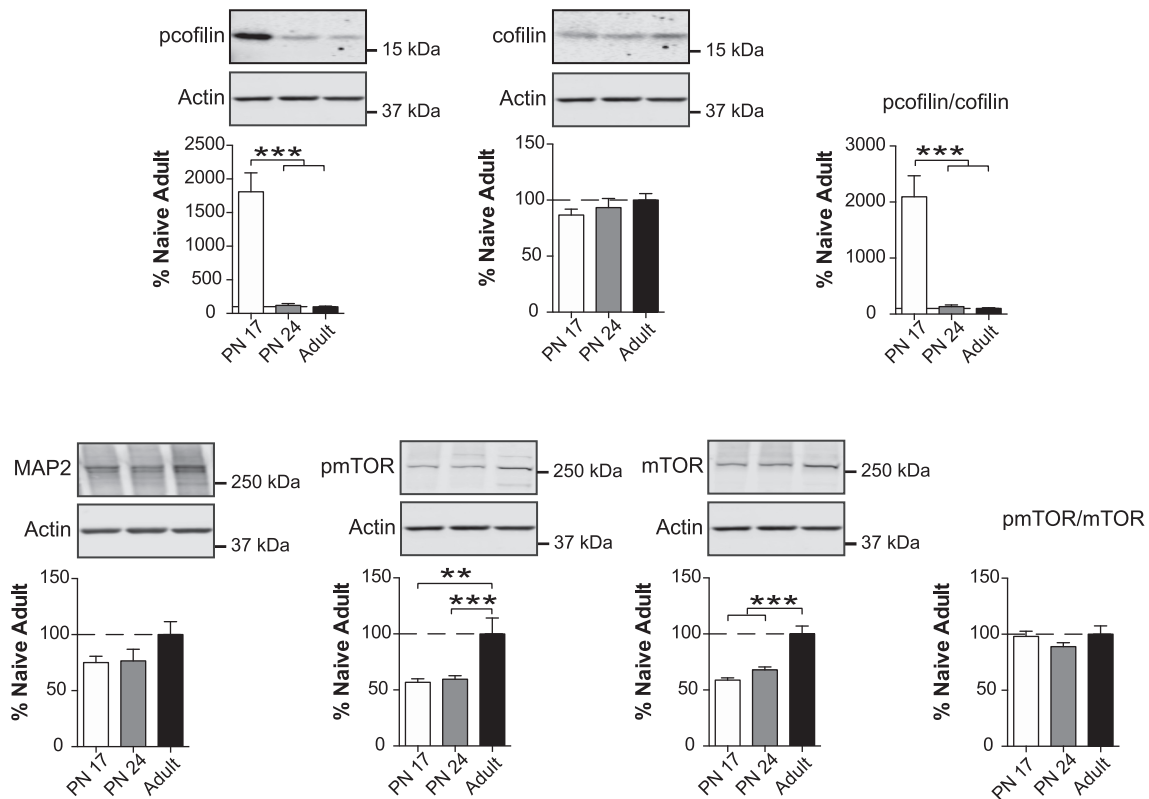 pcofilin
15 kDa
Actin
37 kDa
% Naive Adult
2500
2000
1500
1000
500
0
***
PN 17
PN 24
Adult
cofilin
15 kDa
Actin
37 kDa
% Naive Adult
150
100
50
0
PN 17
PN 24
Adult
pcofilin/cofilin
% Naive Adult
3000
2000
1000
0
***
PN 17
PN 24
Adult
MAP2
250 kDa
Actin
37 kDa
% Naive Adult
150
100
50
0
PN 17
PN 24
Adult
pmTOR
250 kDa
Actin
37 kDa
% Naive Adult
150
100
50
0
**
***
PN 17
PN 24
Adult
mTOR
250 kDa
Actin
37 kDa
% Naive Adult
150
100
50
0
***
PN 17
PN 24
Adult
pmTOR/mTOR
% Naive Adult
150
100
50
0
PN 17
PN 24
Adult